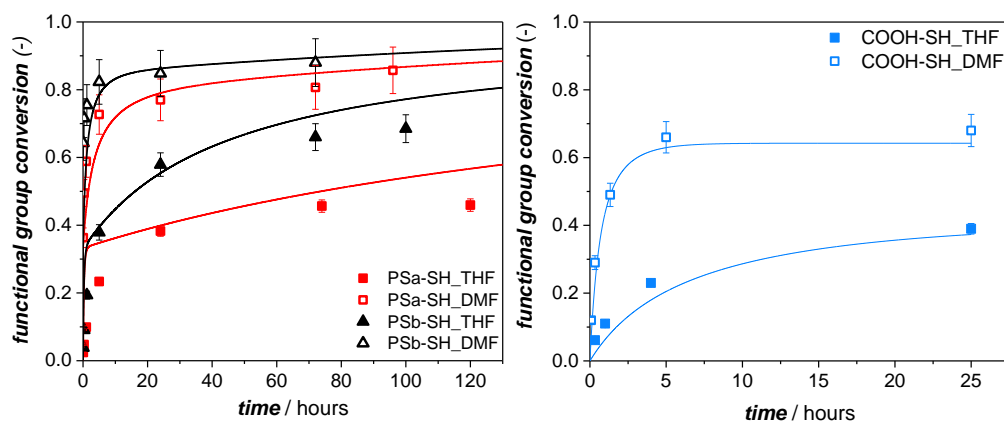 functional group conversion (-)
1.0
0.8
0.6
0.4
0.2
0.0
PSa-SH_THF
PSa-SH_DMF
PSb-SH_THF
PSb-SH_DMF
0 20 40 60 80 100 120
time / hours
functional group conversion (-)
1.0
0.8
0.6
0.4
0.2
0.0
COOH-SH_THF
COOH-SH_DMF
0 5 10 15 20 25
time / hours